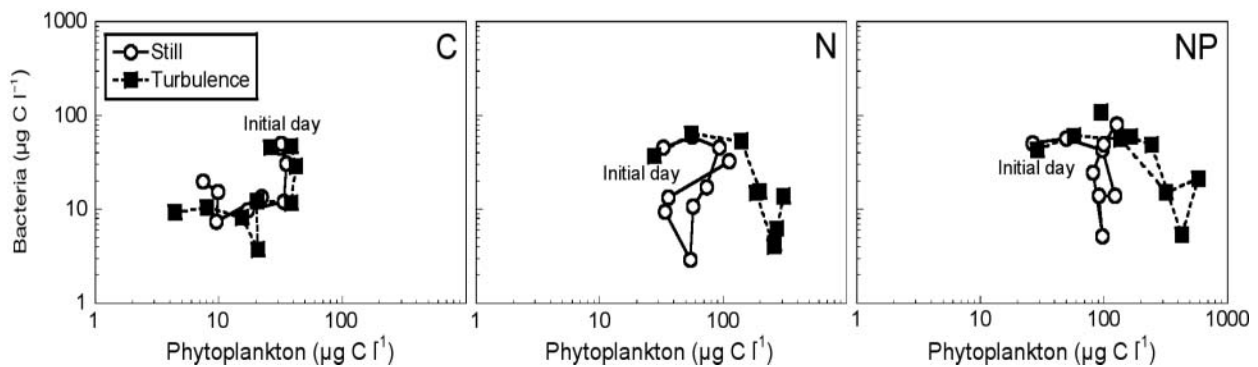 1000
100
10
1
Bacteria (µg C l⁻¹)
Still
Turbulence
C
Initial day
1
10
100
Phytoplankton (µg C l⁻¹)
N
Initial day
1
10
100
Phytoplankton (µg C l⁻¹)
NP
Initial day
1
10
100
1000
Phytoplankton (µg C l⁻¹)